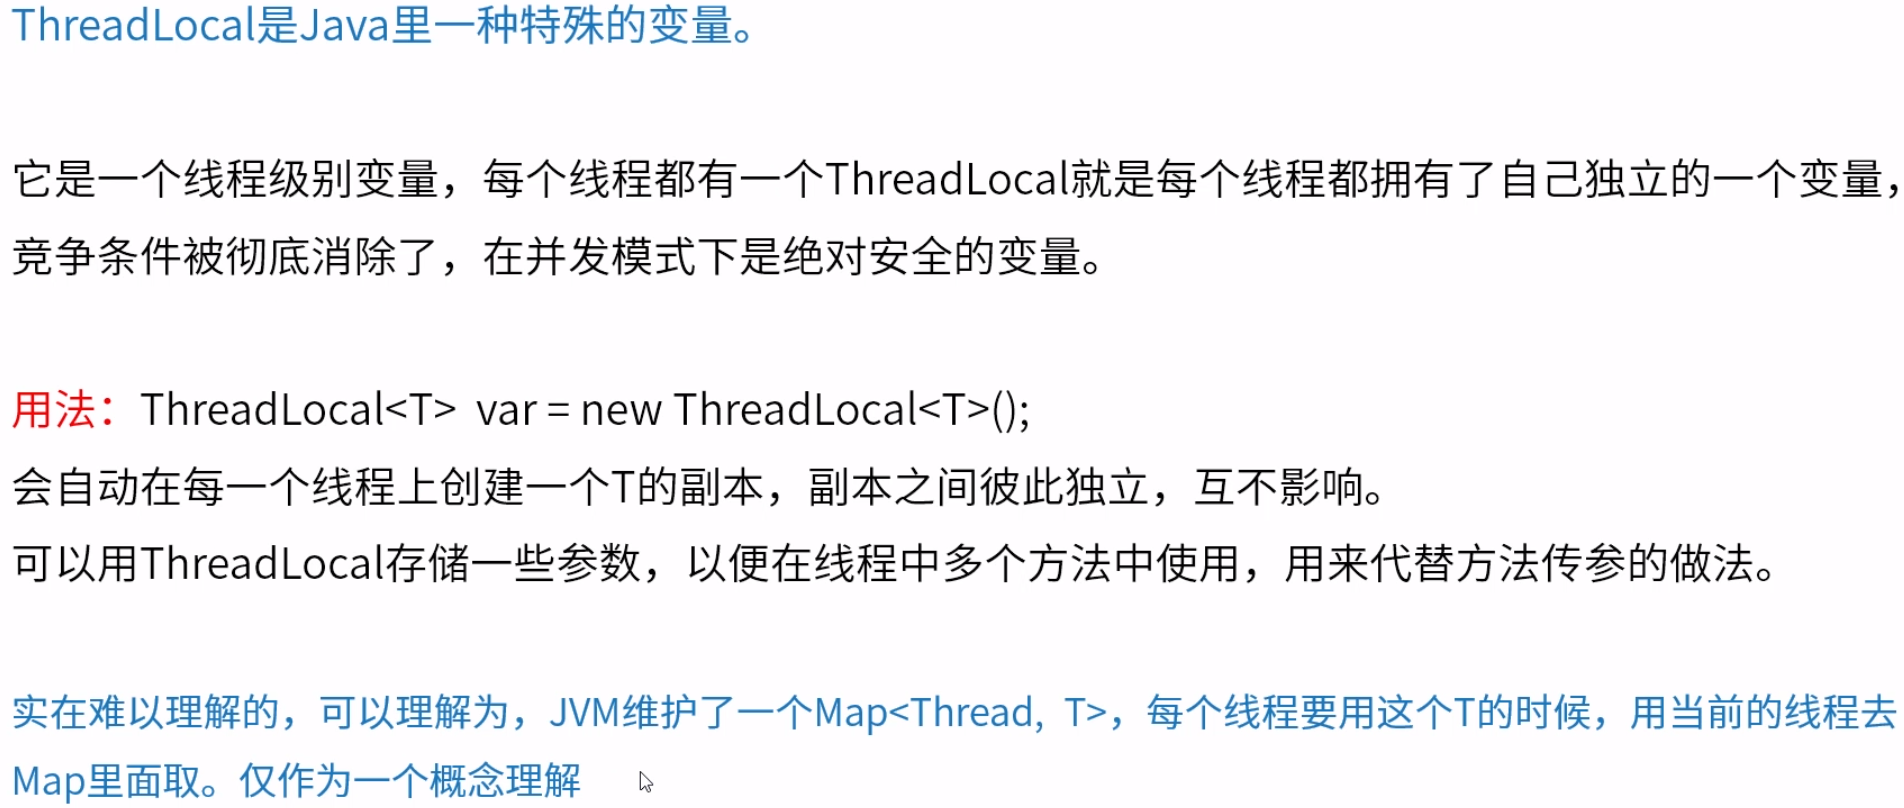 ThreadLocal是Java里一种特殊的变量。
它是一个线程级别变量，每个线程都有一个ThreadLocal就是每个线程都拥有了自己独立的一个变量，
竞争条件被彻底消除了，在并发模式下是绝对安全的变量。
用法：ThreadLocal<T> var = new ThreadLocal<T>();
会自动在每一个线程上创建一个T的副本，副本之间彼此独立，互不影响。
可以用ThreadLocal存储一些参数，以便在线程中多个方法中使用，用来代替方法传参的做法。
实在难以理解的，可以理解为，JVM维护了一个Map<Thread, T>，每个线程要用这个T的时候，用当前的线程去
Map里面取。仅作为一个概念理解